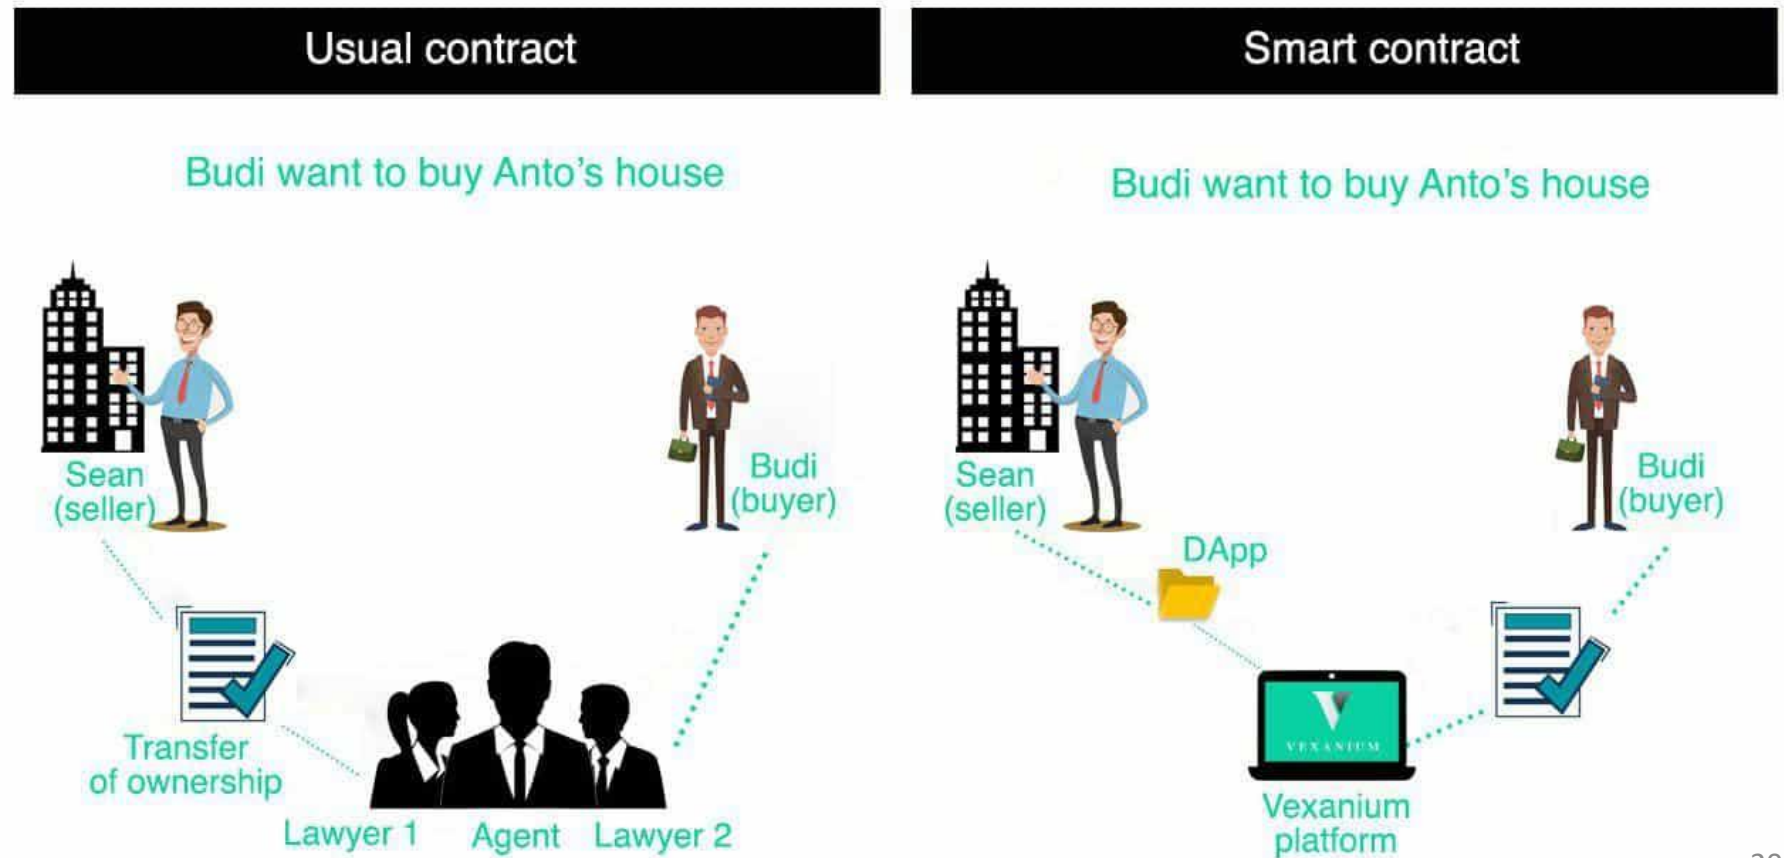 Usual contract
Budi want to buy Anto's house
Sean
(seller)
Budi
(buyer)
Transfer
of ownership
Lawyer 1
Agent
Lawyer 2
Smart contract
Budi want to buy Anto's house
Sean
(seller)
Budi
(buyer)
DApp
VEXANIUM
Vexanium
platform